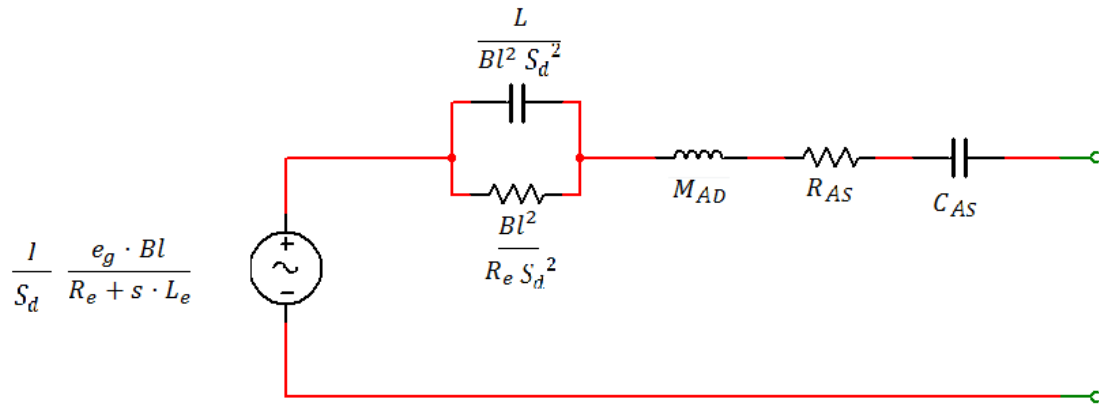 L
Bl² S_d²
Bl²
R_e S_d²
M_AD
R_AS
C_AS
1
S_d
e_g · Bl
R_e + s · L_e
+
−